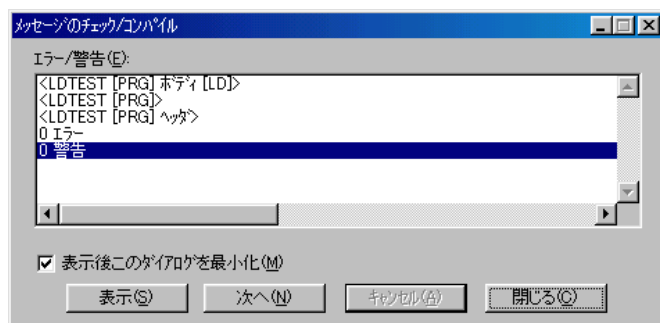 ﾒｯｾｰｼﾞのﾁｪｯｸ/ｺﾝﾊﾟｲﾙ
ｴﾗｰ/警告(E):
<LDTEST [PRG] ﾎﾞﾃﾞｨ [LD]>
<LDTEST [PRG]>
<LDTEST [PRG] ﾍｯﾀﾞ>
0 ｴﾗｰ
0 警告
表示後このﾀﾞｲｱﾛｸﾞを最小化(M)
表示(S) 次へ(N) ｷｬﾝｾﾙ(A) 閉じる(C)